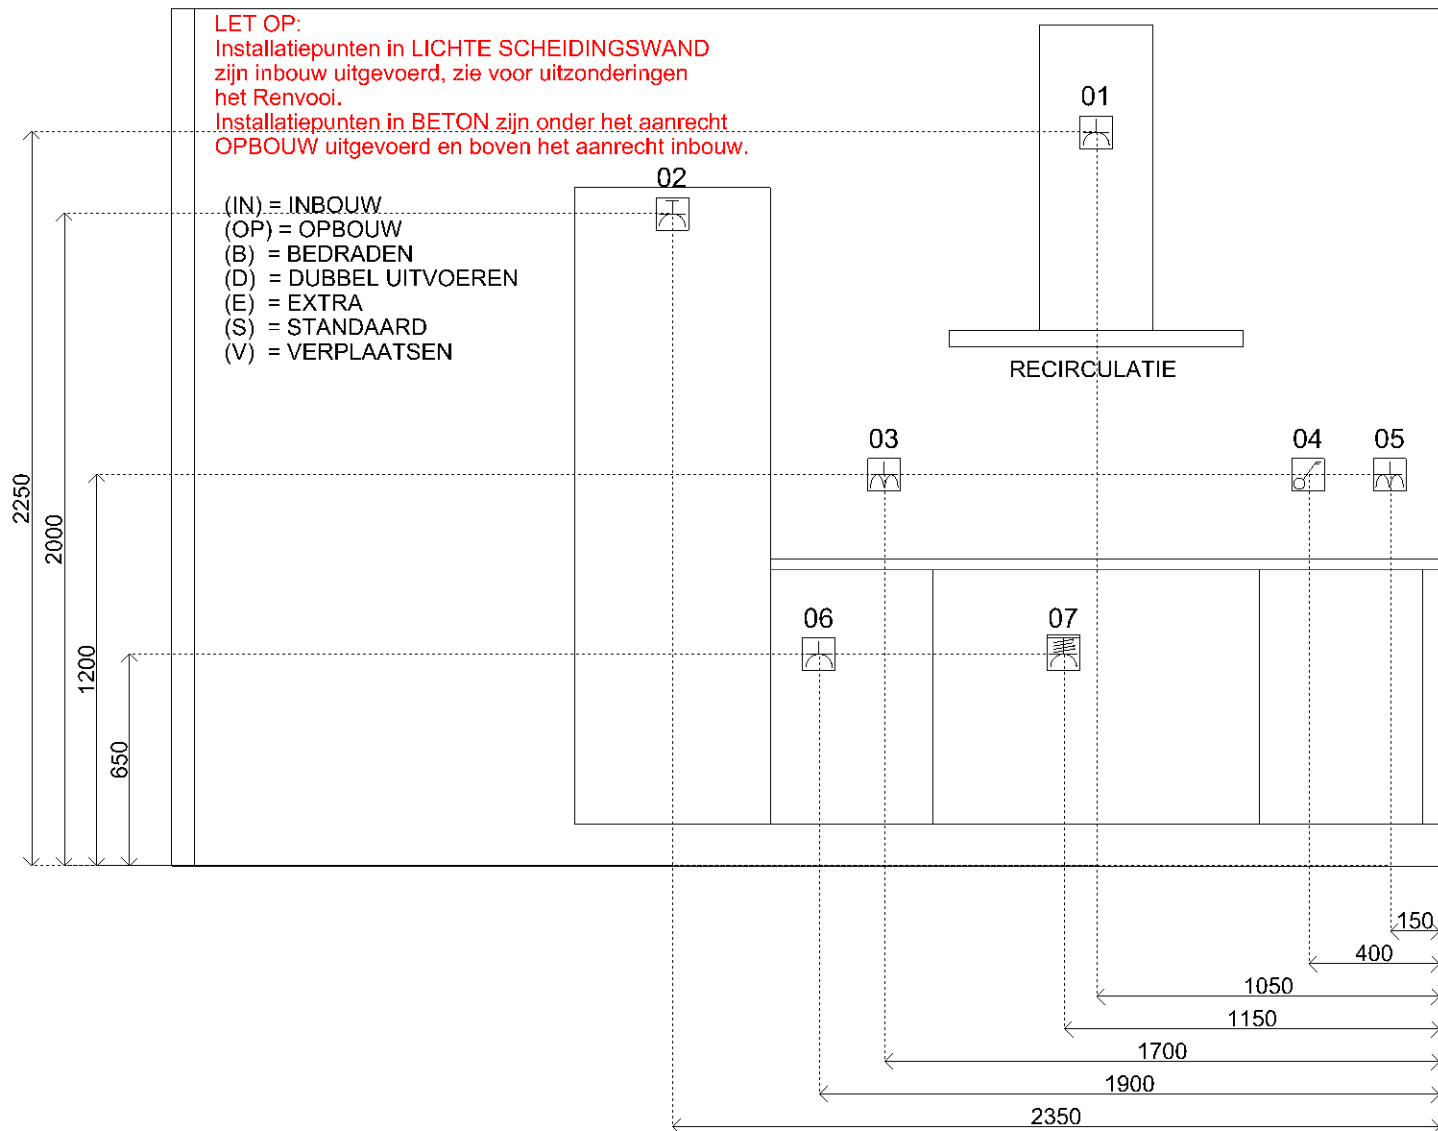 LET OP:
Installatiepunten in LICHTE SCHEIDINGSWAND
zijn inbouw uitgevoerd, zie voor uitzonderingen
het Renvooi.
Installatiepunten in BETON zijn onder het aanrecht
OPBOUW uitgevoerd en boven het aanrecht inbouw.
01
02
(IN) = INBOUW
(OP) = OPBOUW
(B) = BEDRADEN
(D) = DUBBEL UITVOEREN
(E) = EXTRA
(S) = STANDAARD
(V) = VERPLAATSEN
RECIRCULATIE
03
04
05
06
07
2250
2000
1200
650
150
400
1050
1150
1700
1900
2350